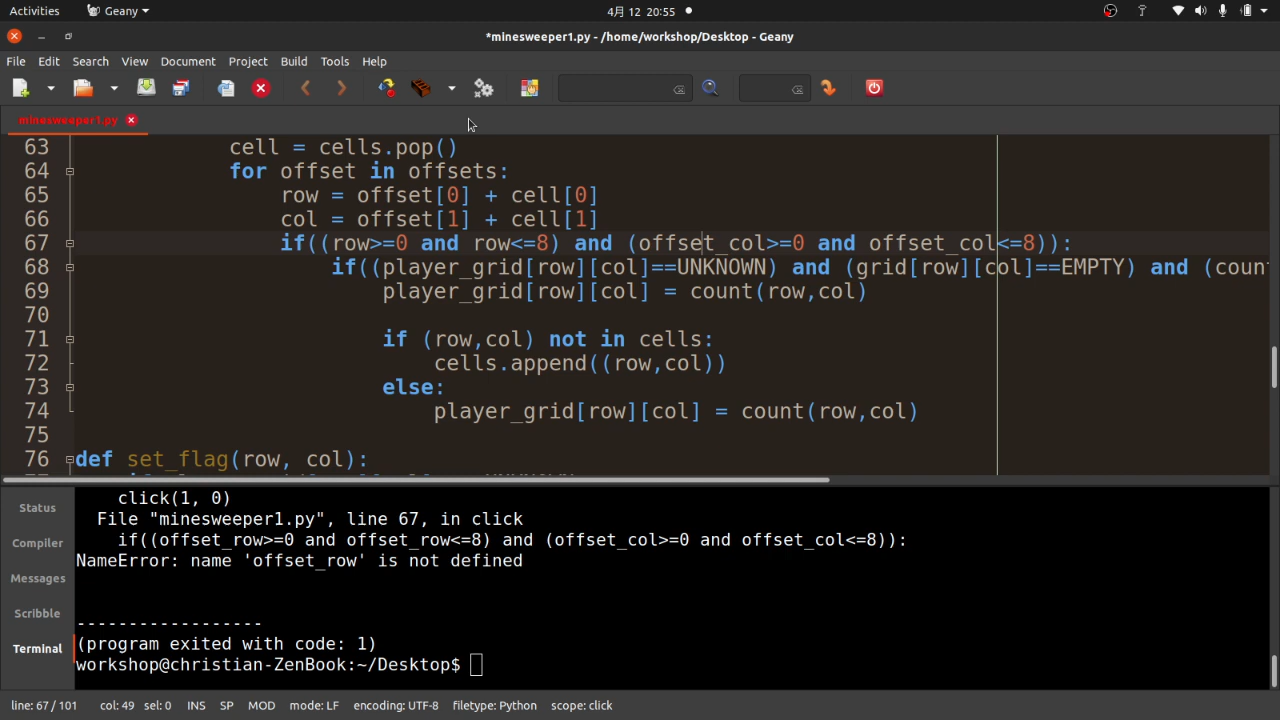 Activities
Geany
4月 12 20:55
*minesweeper1.py - /home/workshop/Desktop - Geany
File Edit Search View Document Project Build Tools Help
minesweeper1.py
63 cell = cells.pop()
64 for offset in offsets:
65 row = offset[0] + cell[0]
66 col = offset[1] + cell[1]
67 if((row>=0 and row<=8) and (offset_col>=0 and offset_col<=8)):
68 if((player_grid[row][col]==UNKNOWN) and (grid[row][col]==EMPTY) and (coun
69 player_grid[row][col] = count(row,col)
70
71 if (row,col) not in cells:
72 cells.append((row,col))
73 else:
74 player_grid[row][col] = count(row,col)
75
76 def set_flag(row, col):
Status
Compiler
Messages
Scribble
Terminal
click(1, 0)
File "minesweeper1.py", line 67, in click
if((offset_row>=0 and offset_row<=8) and (offset_col>=0 and offset_col<=8)):
NameError: name 'offset_row' is not defined
------------------
(program exited with code: 1)
workshop@christian-ZenBook:~/Desktop$
line: 67 / 101 col: 49 sel: 0 INS SP MOD mode: LF encoding: UTF-8 filetype: Python scope: click